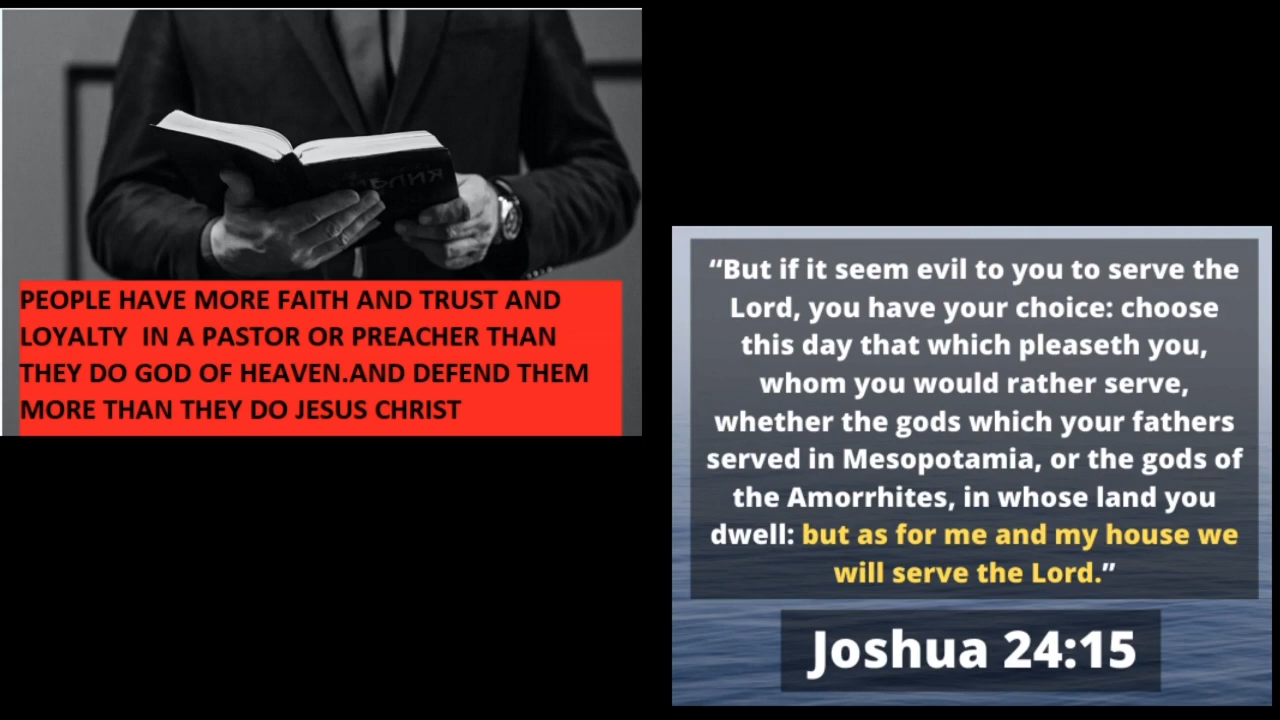 PEOPLE HAVE MORE FAITH AND TRUST AND
LOYALTY  IN A PASTOR OR PREACHER THAN
THEY DO GOD OF HEAVEN.AND DEFEND THEM
MORE THAN THEY DO JESUS CHRIST
“But if it seem evil to you to serve the
Lord, you have your choice: choose
this day that which pleaseth you,
whom you would rather serve,
whether the gods which your fathers
served in Mesopotamia, or the gods of
the Amorrhites, in whose land you
dwell: but as for me and my house we
will serve the Lord.”
Joshua 24:15